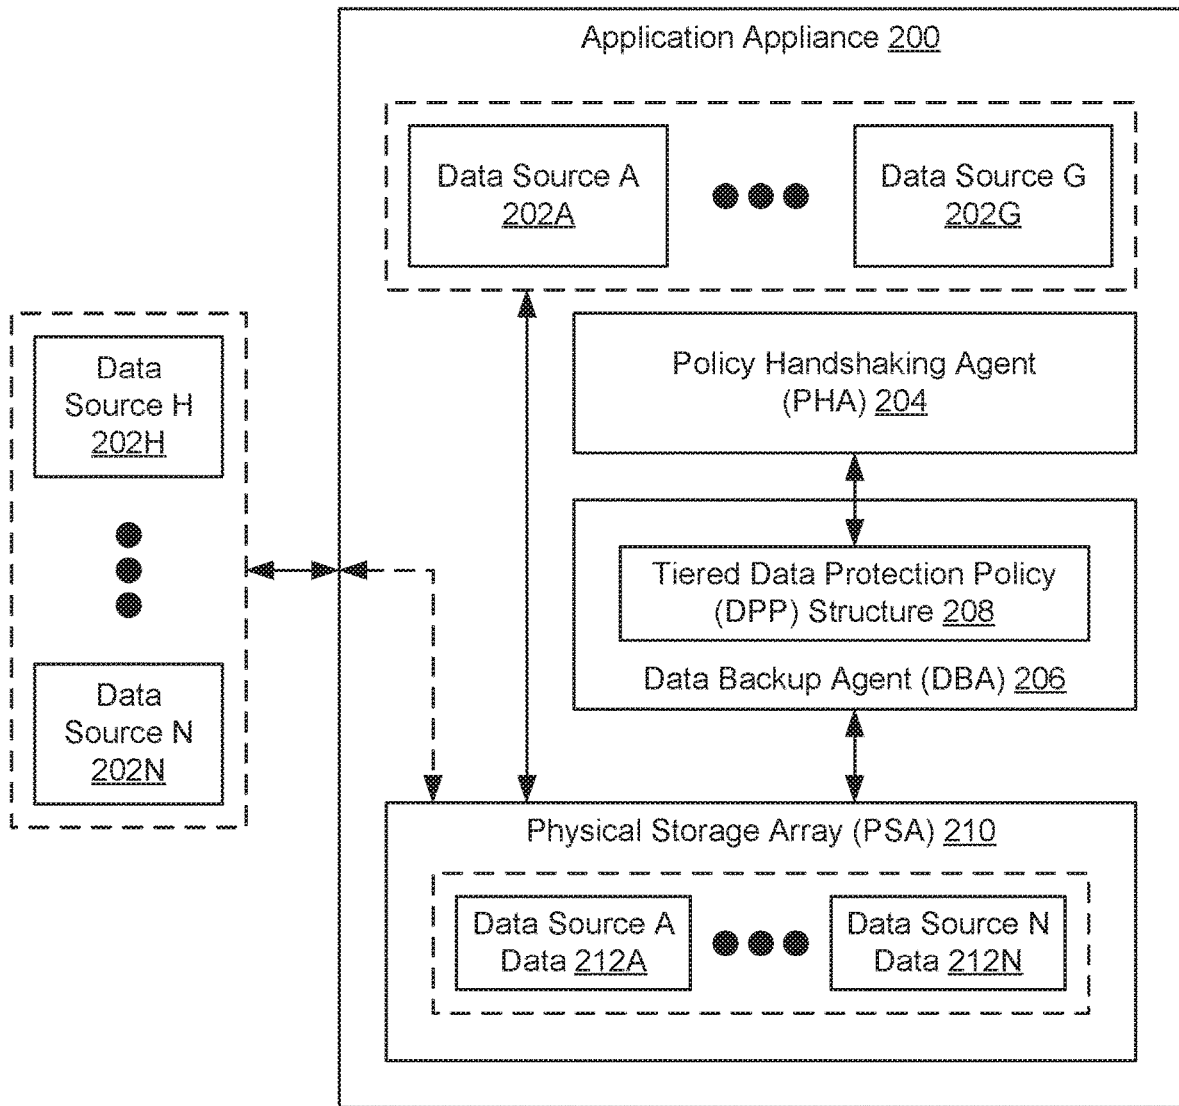 Application Appliance 200
Data Source A
202A
Data Source G
202G
Data
Source H
202H
Data
Source N
202N
Policy Handshaking Agent
(PHA) 204
Tiered Data Protection Policy
(DPP) Structure 208
Data Backup Agent (DBA) 206
Physical Storage Array (PSA) 210
Data Source A
Data 212A
Data Source N
Data 212N